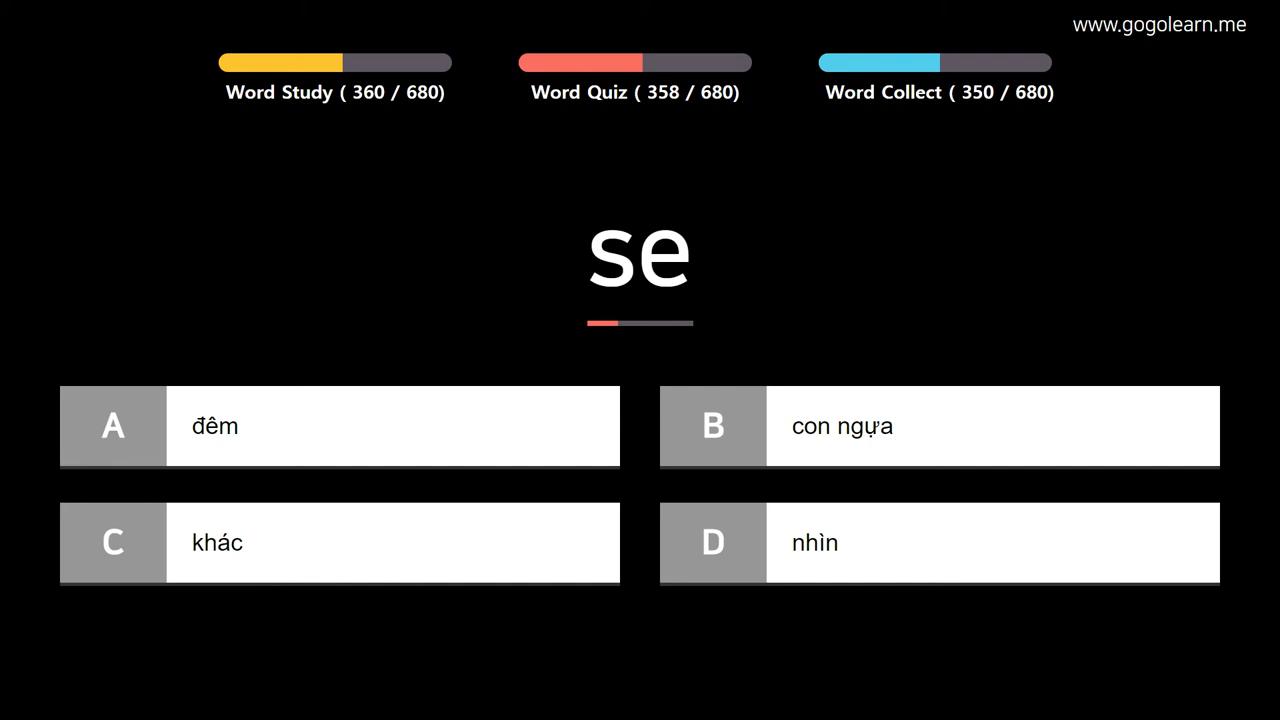 www.gogolearn.me
Word Study ( 360 / 680)
Word Quiz ( 358 / 680)
Word Collect ( 350 / 680)
se
A đêm
B con ngựa
C khác
D nhìn